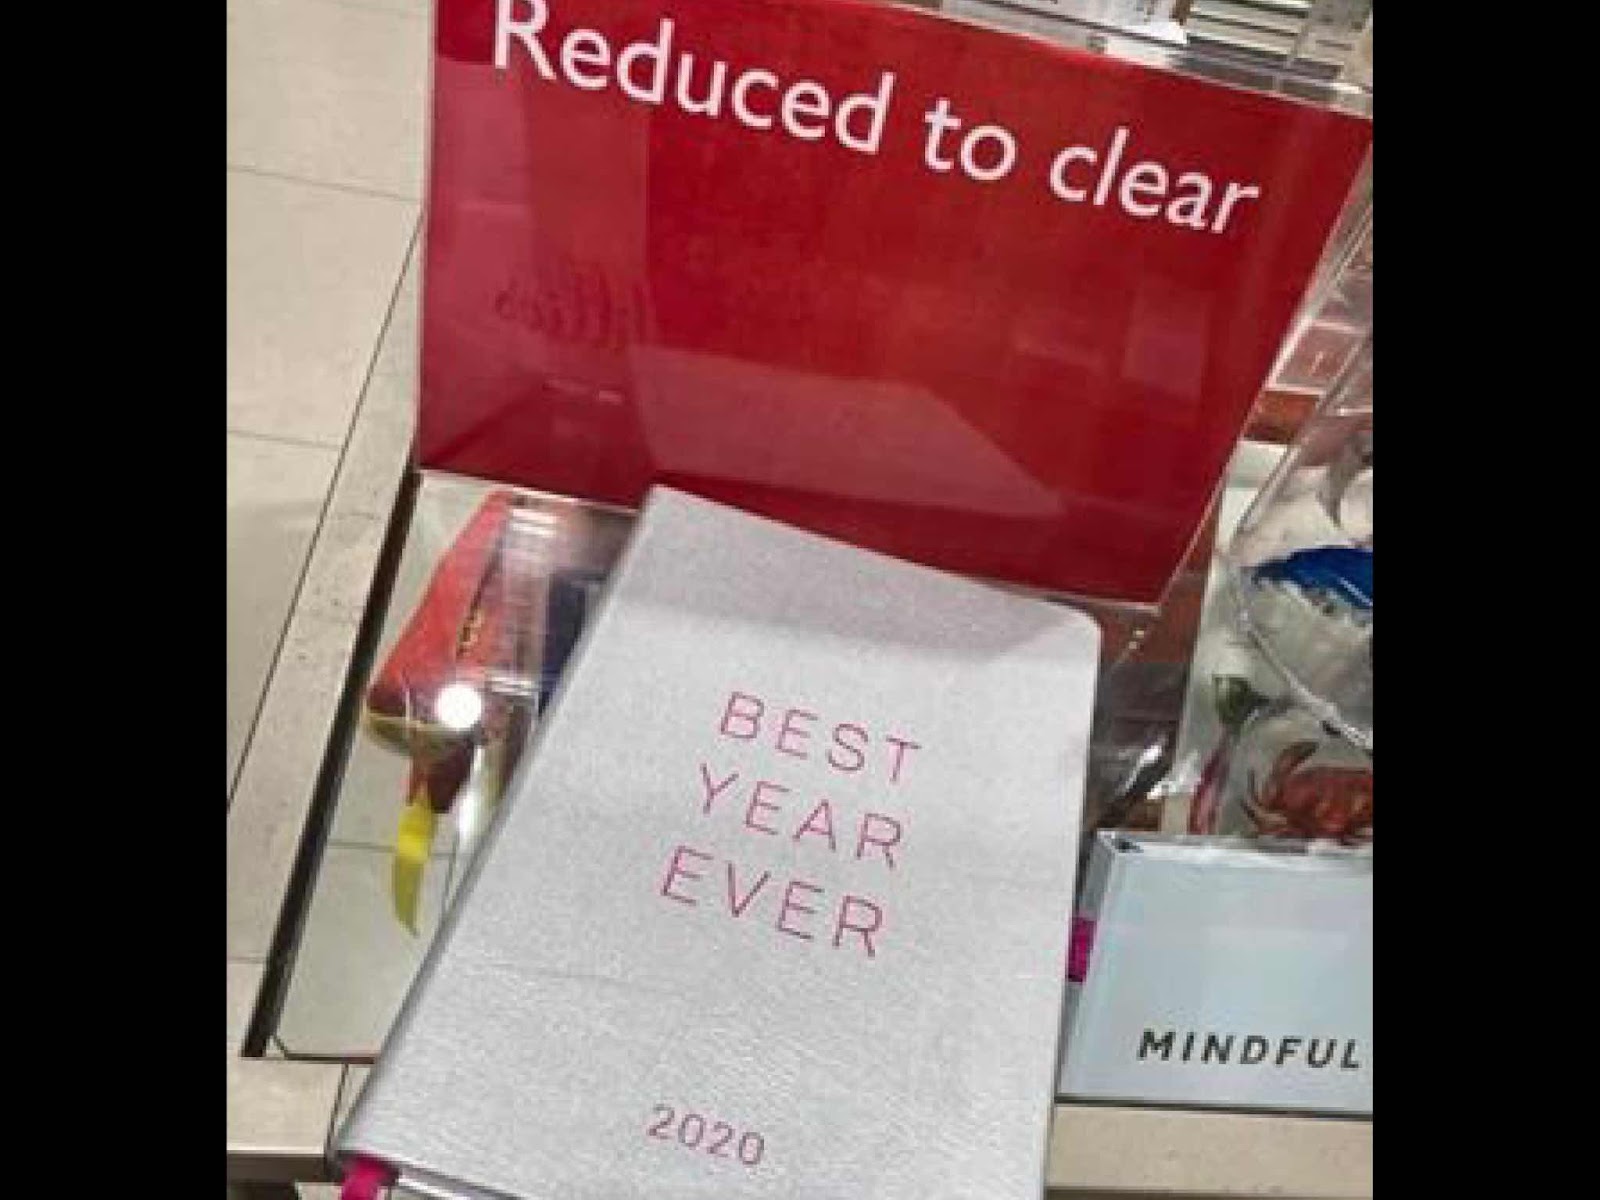 Reduced to clear
BEST
YEAR
EVER
2020
MINDFUL